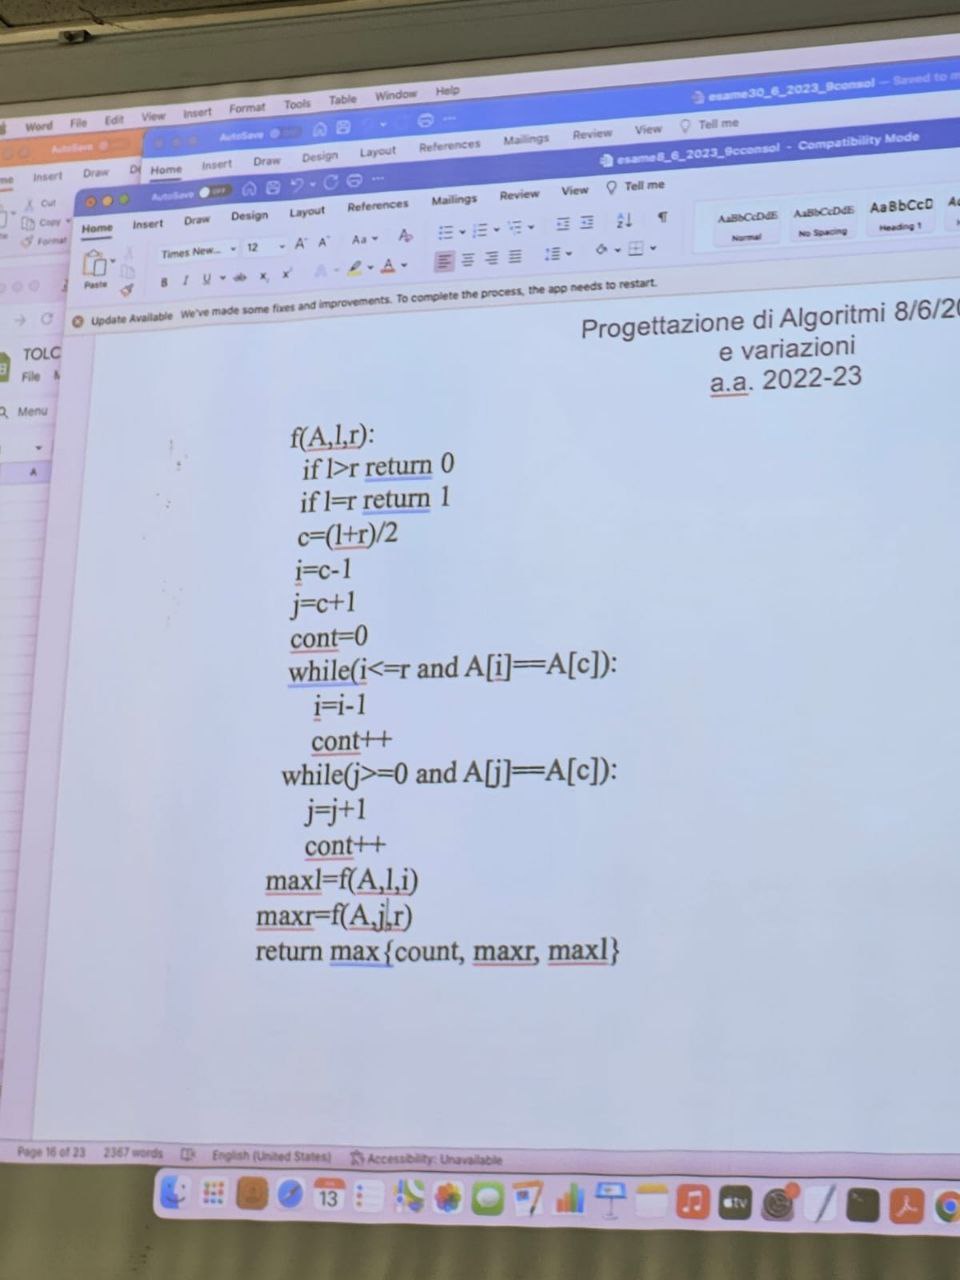 Word File Edit View Insert Format Tools Table Window Help
AutoSave
AutoSave
esame30_6_2023_9consol — Saved to m
Insert Draw
Home Insert Draw Design Layout References Mailings Review View Tell me
AutoSave OFF
esame8_6_2023_9cconsol - Compatibility Mode
Home Insert Draw Design Layout References Mailings Review View Tell me
Cut
Copy
Format
Paste
Times New... 12
AaBbCcDdE Normal
AaBbCcDdE No Spacing
AaBbCcD Heading 1
Update Available We've made some fixes and improvements. To complete the process, the app needs to restart.
TOLC
File
Menu
A
Progettazione di Algoritmi 8/6/20
e variazioni
a.a. 2022-23
f(A,l,r):
if l>r return 0
if l=r return 1
c=(l+r)/2
i=c-1
j=c+1
cont=0
while(i<=r and A[i]==A[c]):
i=i-1
cont++
while(j>=0 and A[j]==A[c]):
j=j+1
cont++
maxl=f(A,l,i)
maxr=f(A,j,r)
return max{count, maxr, maxl}
Page 16 of 23 2367 words English (United States) Accessibility: Unavailable
13
tv